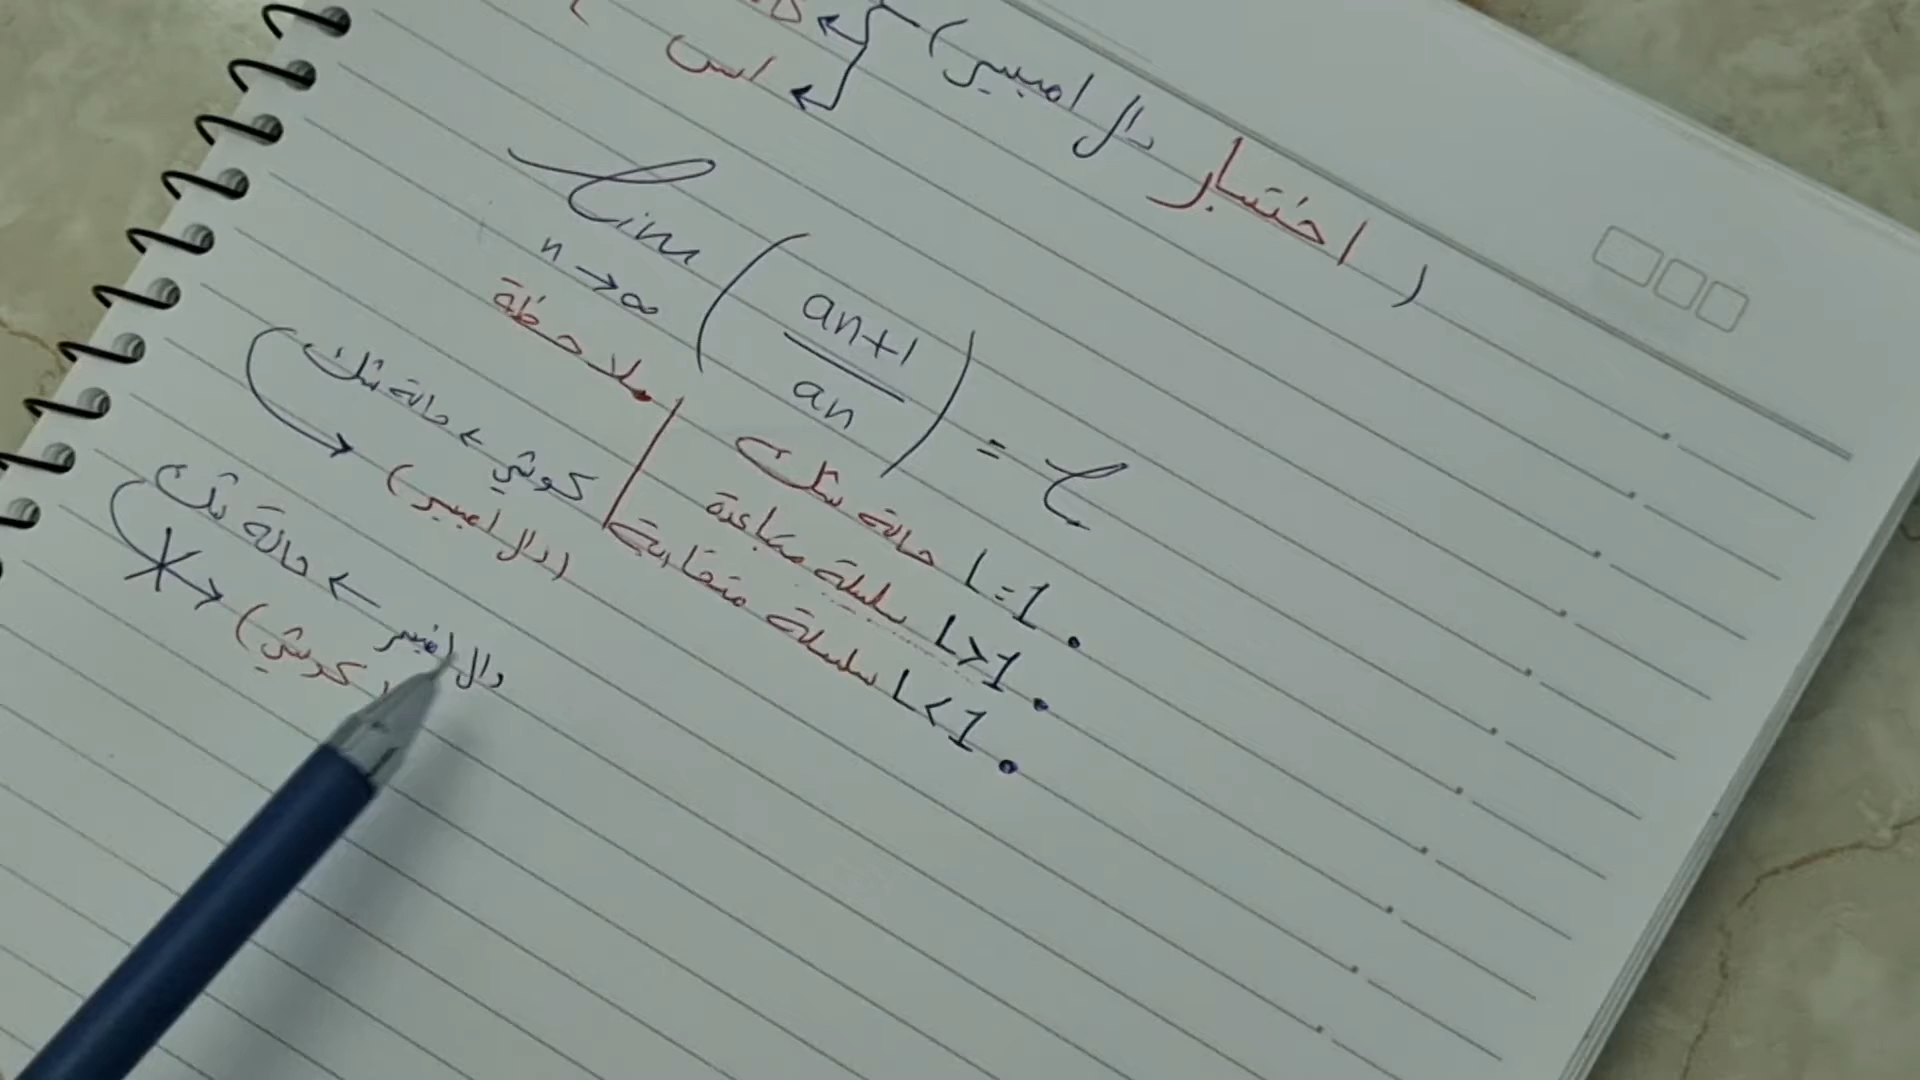 ( اختبار دال امبير )
اس
Lim n→∞ ( an+1 / an ) = L
ملاحظة
L=1 حالة شك
L>1 سلسلة متباعدة
L<1 سلسلة متقاربة
كوشي ← حالة شك
( دال امبير )
دال امبير ← حالة شك
كوشي )